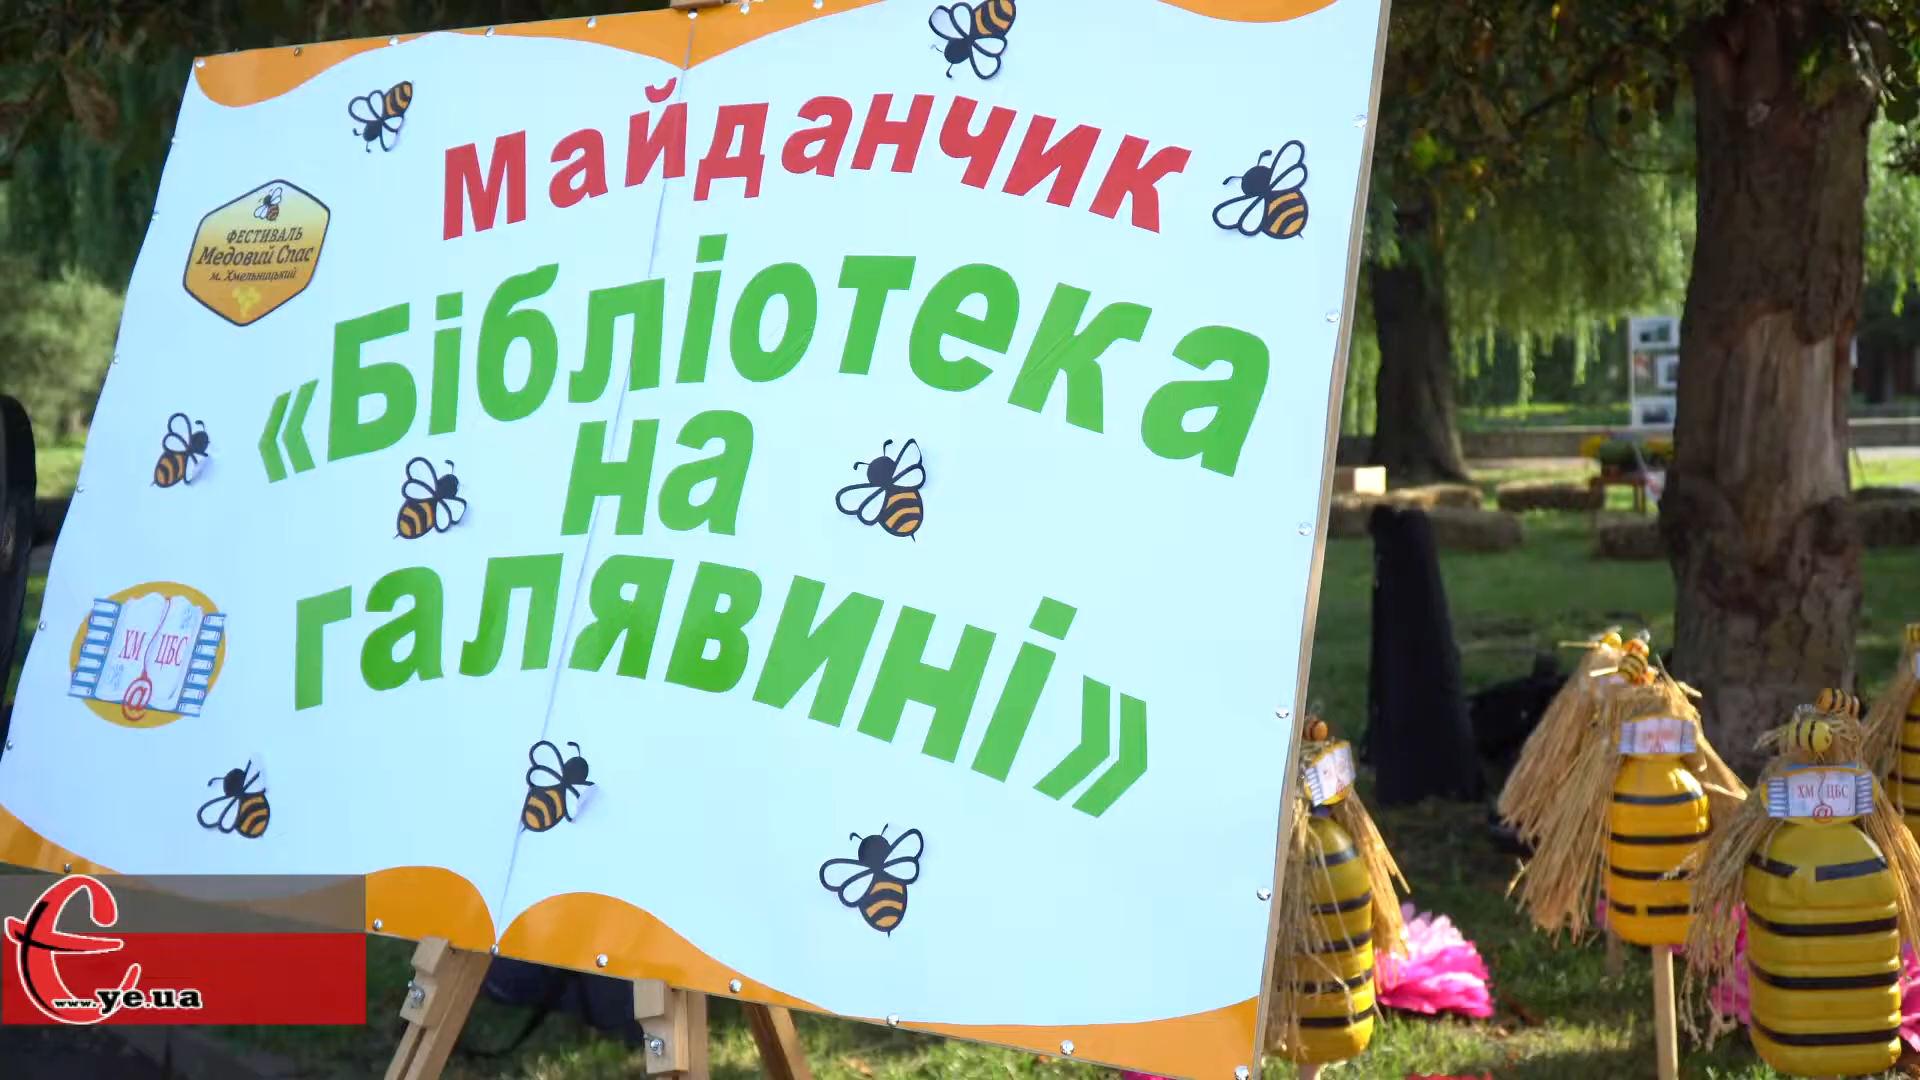 Майданчик
«Бібліотека
на
галявині»
ФЕСТИВАЛЬ
Медовий Спас
м. Хмельницький
ХМ ЦБС
@
ХМ ЦБС
@
www.ye.ua